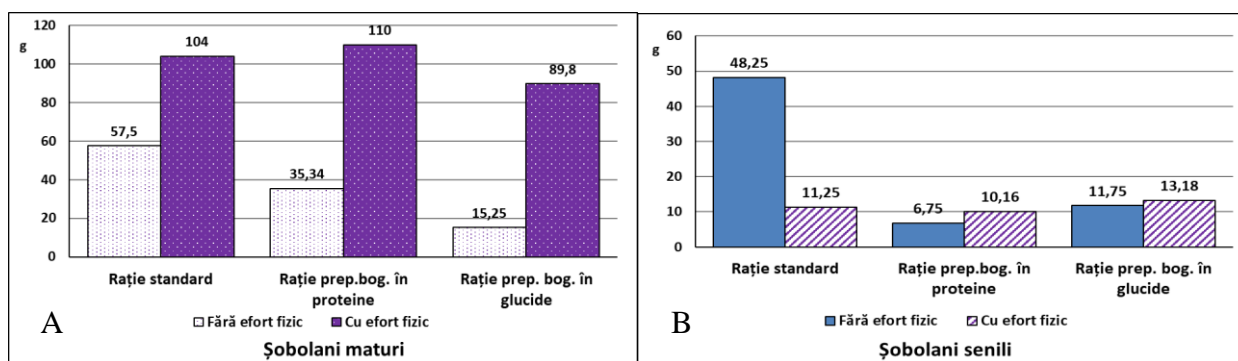 120
g
100
80
60
40
20
0
57,5
104
35,34
110
15,25
89,8
Rație standard
Rație prep.bog. în
proteine
Rație prep. bog. în
glucide
A
Fără efort fizic
Cu efort fizic
Șobolani maturi
60
g
50
40
30
20
10
0
48,25
11,25
6,75
10,16
11,75
13,18
Rație standard
Rație prep.bog. în
proteine
Rație prep. bog. în
glucide
B
Fără efort fizic
Cu efort fizic
Șobolani senili